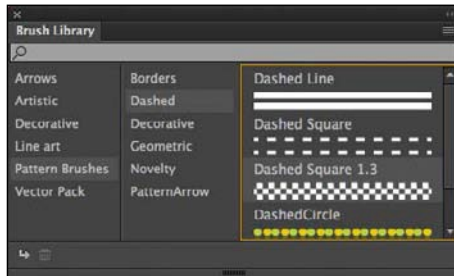 Brush Library
Arrows
Artistic
Decorative
Line art
Pattern Brushes
Vector Pack
Borders
Dashed
Decorative
Geometric
Novelty
PatternArrow
Dashed Line
Dashed Square
Dashed Square 1.3
DashedCircle